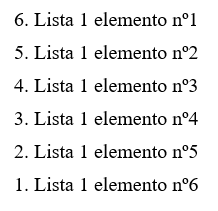 6. Lista 1 elemento nº1
5. Lista 1 elemento nº2
4. Lista 1 elemento nº3
3. Lista 1 elemento nº4
2. Lista 1 elemento nº5
1. Lista 1 elemento nº6